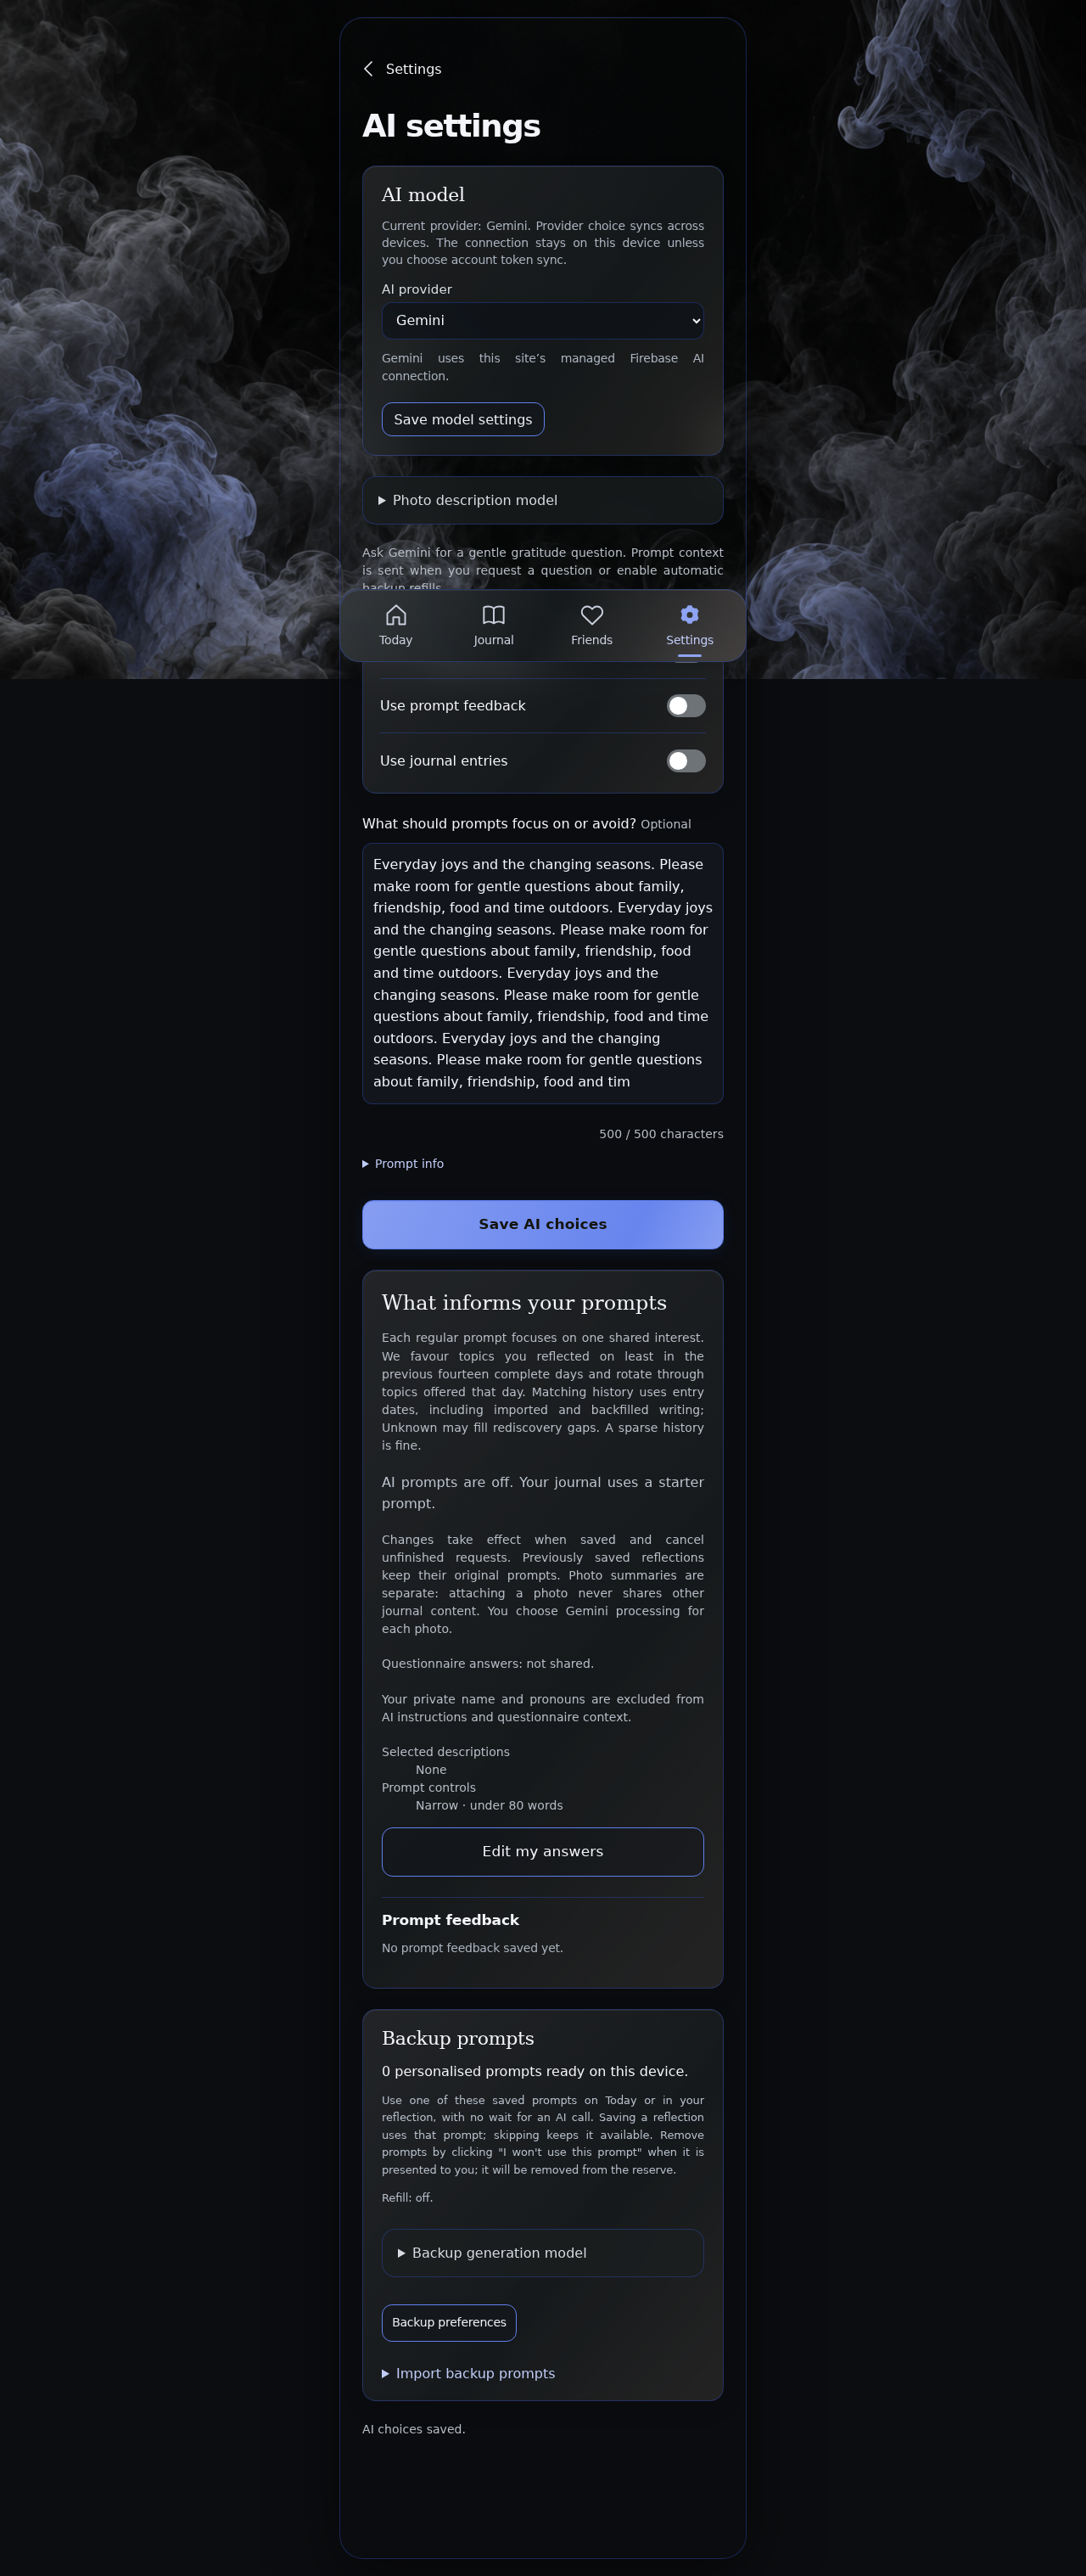 Settings
AI settings
AI model
Current provider: Gemini. Provider choice syncs across
devices. The connection stays on this device unless
you choose account token sync.
AI provider
Gemini
Gemini uses this site’s managed Firebase AI
connection.
Save model settings
Photo description model
Ask Gemini for a gentle gratitude question. Prompt context
is sent when you request a question or enable automatic
backup refills.
Today
Journal
Friends
Settings
Use prompt feedback
Use journal entries
What should prompts focus on or avoid? Optional
Everyday joys and the changing seasons. Please
make room for gentle questions about family,
friendship, food and time outdoors. Everyday joys
and the changing seasons. Please make room for
gentle questions about family, friendship, food
and time outdoors. Everyday joys and the
changing seasons. Please make room for gentle
questions about family, friendship, food and time
outdoors. Everyday joys and the changing
seasons. Please make room for gentle questions
about family, friendship, food and tim
500 / 500 characters
Prompt info
Save AI choices
What informs your prompts
Each regular prompt focuses on one shared interest.
We favour topics you reflected on least in the
previous fourteen complete days and rotate through
topics offered that day. Matching history uses entry
dates, including imported and backfilled writing;
Unknown may fill rediscovery gaps. A sparse history
is fine.
AI prompts are off. Your journal uses a starter
prompt.
Changes take effect when saved and cancel
unfinished requests. Previously saved reflections
keep their original prompts. Photo summaries are
separate: attaching a photo never shares other
journal content. You choose Gemini processing for
each photo.
Questionnaire answers: not shared.
Your private name and pronouns are excluded from
AI instructions and questionnaire context.
Selected descriptions
None
Prompt controls
Narrow · under 80 words
Edit my answers
Prompt feedback
No prompt feedback saved yet.
Backup prompts
0 personalised prompts ready on this device.
Use one of these saved prompts on Today or in your
reflection, with no wait for an AI call. Saving a reflection
uses that prompt; skipping keeps it available. Remove
prompts by clicking "I won't use this prompt" when it is
presented to you; it will be removed from the reserve.
Refill: off.
Backup generation model
Backup preferences
Import backup prompts
AI choices saved.